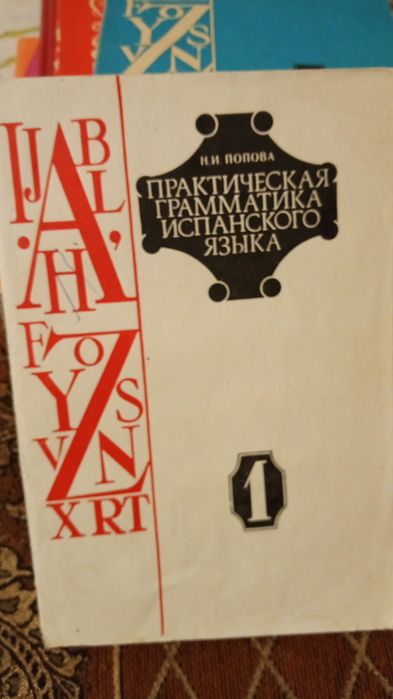 Н.И. ПОПОВА
ПРАКТИЧЕСКАЯ
ГРАММАТИКА
ИСПАНСКОГО
ЯЗЫКА
1
I J A B
L
H
F O
Y Z S
V N
X R T
F O
Y S
V N